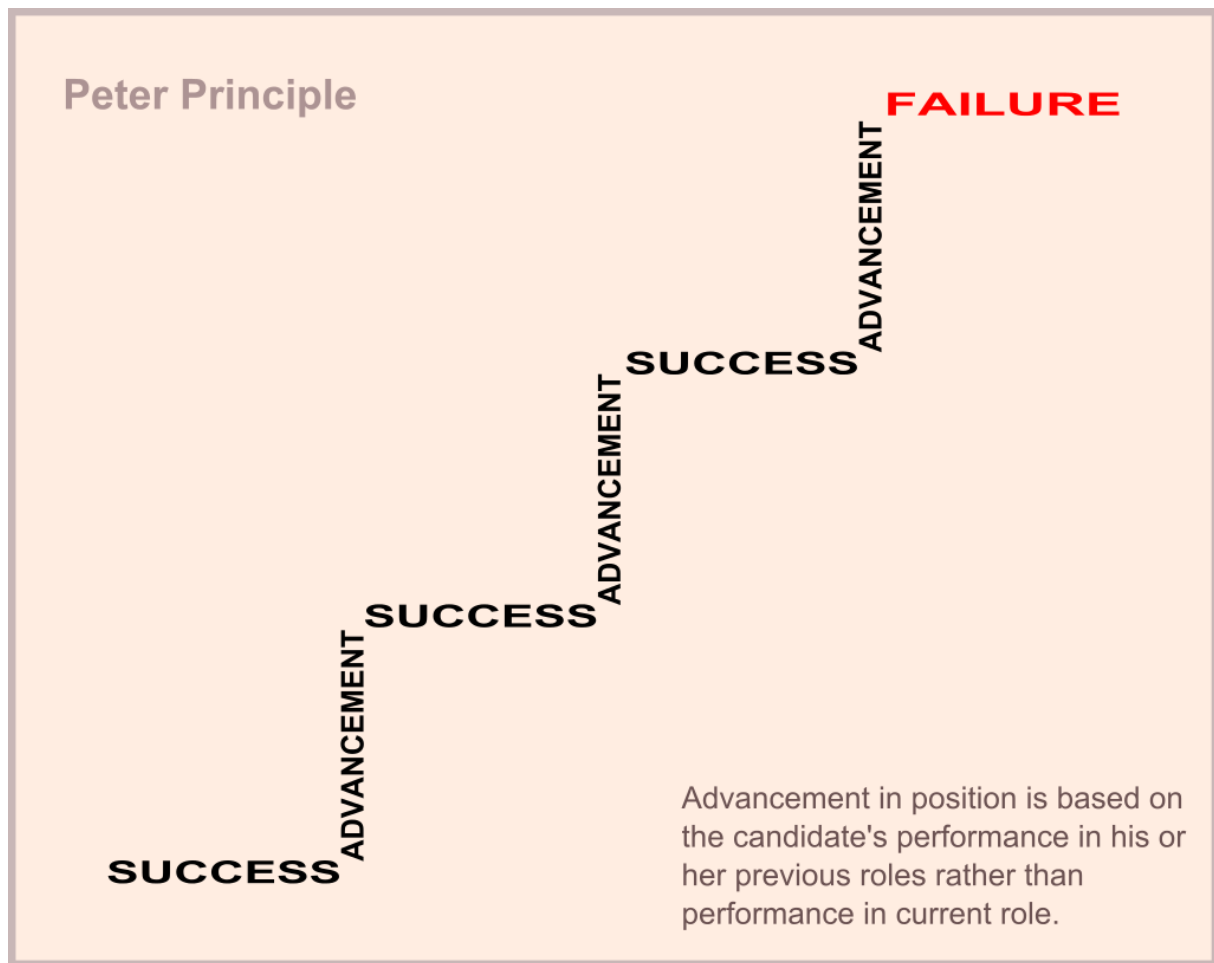 Peter Principle
FAILURE
ADVANCEMENT
SUCCESS
ADVANCEMENT
SUCCESS
ADVANCEMENT
SUCCESS
Advancement in position is based on
the candidate's performance in his or
her previous roles rather than
performance in current role.